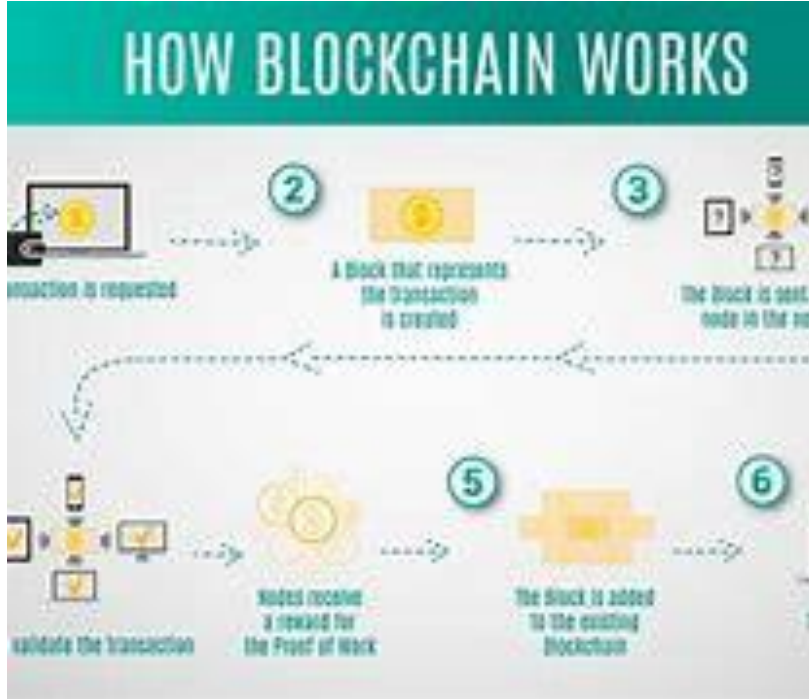 HOW BLOCKCHAIN WORKS
2
3
is requested
A Block that represents
the transaction
is created
The Block is sent
node in the
5
6
validate the transaction
Nodes receive
a reward for
the Proof of Work
The Block is added
to the existing
Blockchain